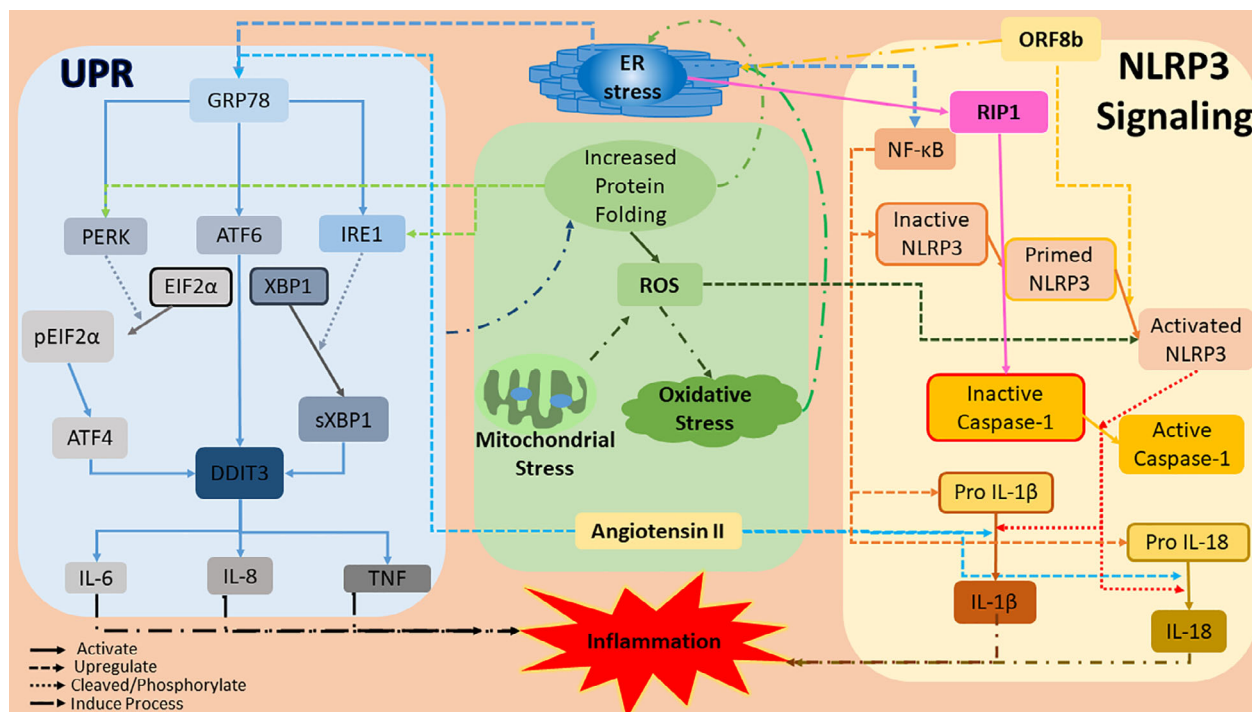 UPR
GRP78
PERK
ATF6
IRE1
EIF2α
XBP1
pEIF2α
ATF4
sXBP1
DDIT3
IL-6
IL-8
TNF
Activate
Upregulate
Cleaved/Phosphorylate
Induce Process
ER
stress
Increased
Protein
Folding
ROS
Mitochondrial
Stress
Oxidative
Stress
Angiotensin II
Inflammation
ORF8b
NLRP3
Signaling
RIP1
NF-κB
Inactive
NLRP3
Primed
NLRP3
Activated
NLRP3
Inactive
Caspase-1
Active
Caspase-1
Pro IL-1β
Pro IL-18
IL-1β
IL-18